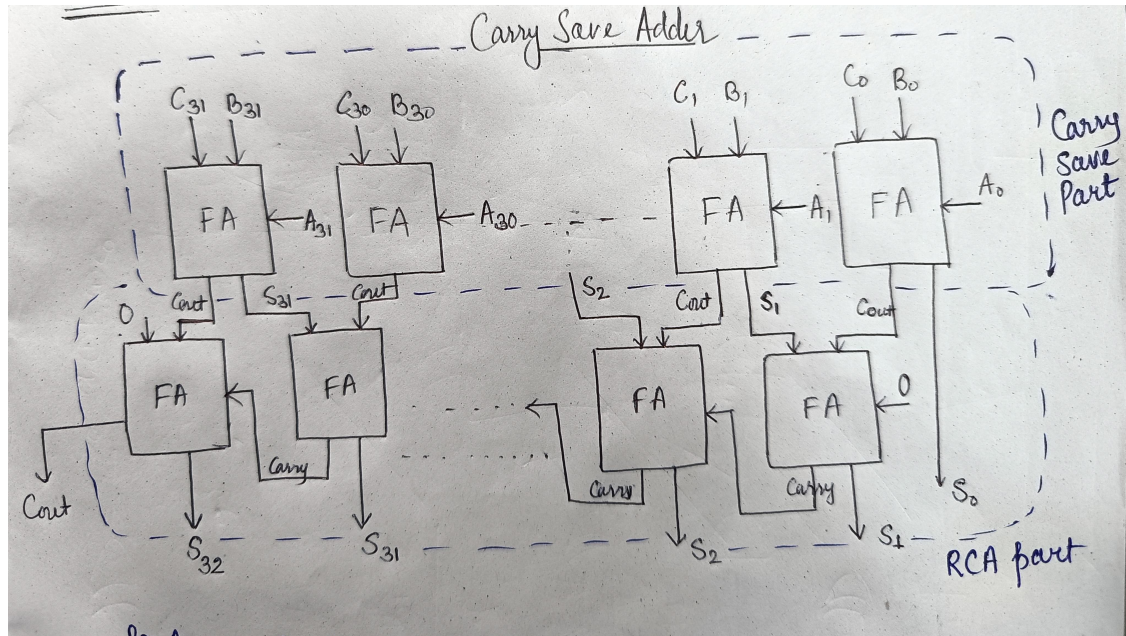 Carry Save Adder
C31 B31 C30 B30 C1 B1 C0 B0
Carry
Save
Part
FA A31 FA A30 FA A1 FA A0
Cout S31 Cout S2 Cout S1 Cout
0 FA FA FA FA 0
Carry Carry Carry
Cout S32 S31 S2 S1 S0
RCA part